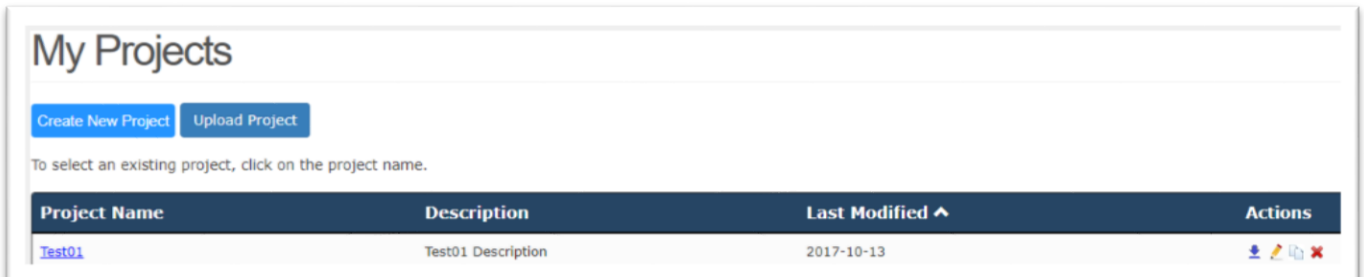 My Projects
Create New Project Upload Project
To select an existing project, click on the project name.
Project Name Description Last Modified Actions
Test01 Test01 Description 2017-10-13